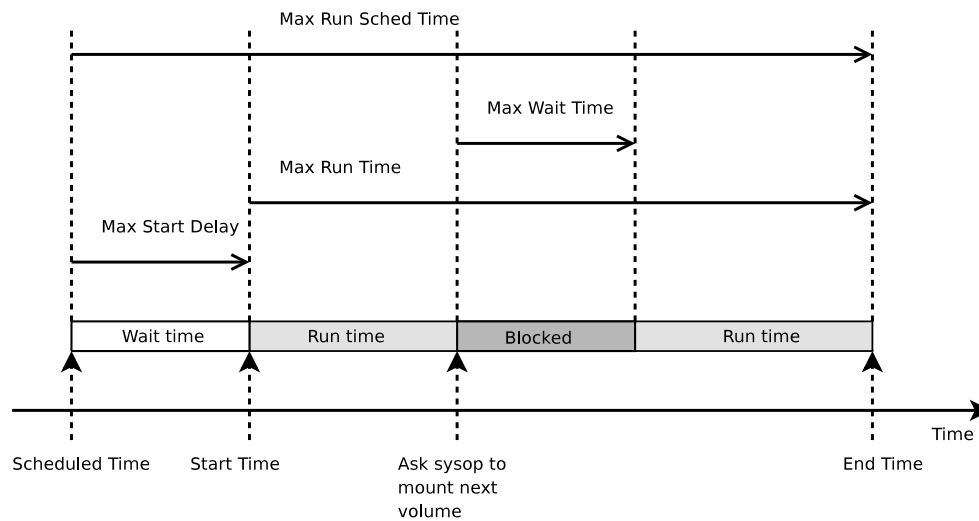 Max Run Sched Time
Max Wait Time
Max Run Time
Max Start Delay
Wait time
Run time
Blocked
Run time
Time
Scheduled Time
Start Time
Ask sysop to
mount next
volume
End Time